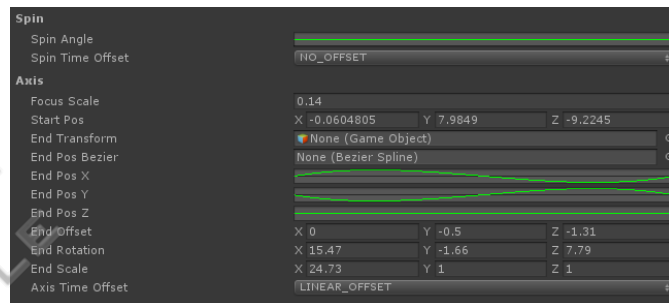 Spin
Spin Angle
Spin Time Offset NO_OFFSET
Axis
Focus Scale 0.14
Start Pos X -0.0604805 Y 7.9849 Z -9.2245
End Transform None (Game Object)
End Pos Bezier None (Bezier Spline)
End Pos X
End Pos Y
End Pos Z
End Offset X 0 Y -0.5 Z -1.31
End Rotation X 15.47 Y -1.66 Z 7.79
End Scale X 24.73 Y 1 Z 1
Axis Time Offset LINEAR_OFFSET